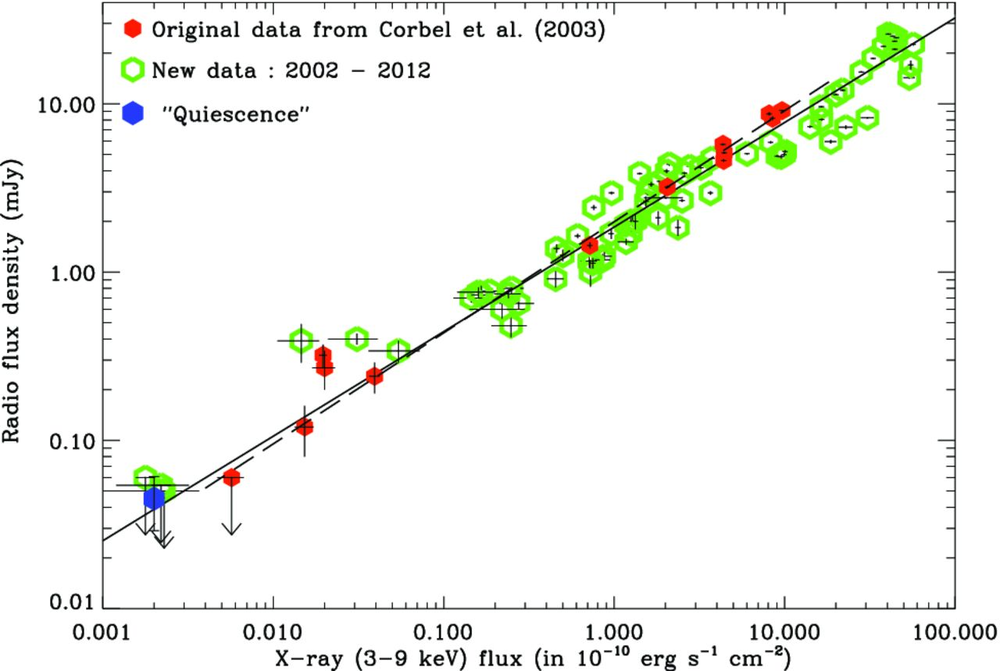 Original data from Corbel et al. (2003)
New data : 2002 – 2012
"Quiescence"
10.00
1.00
0.10
0.01
Radio flux density (mJy)
0.001 0.010 0.100 1.000 10.000 100.000
X-ray (3-9 keV) flux (in 10⁻¹⁰ erg s⁻¹ cm⁻²)